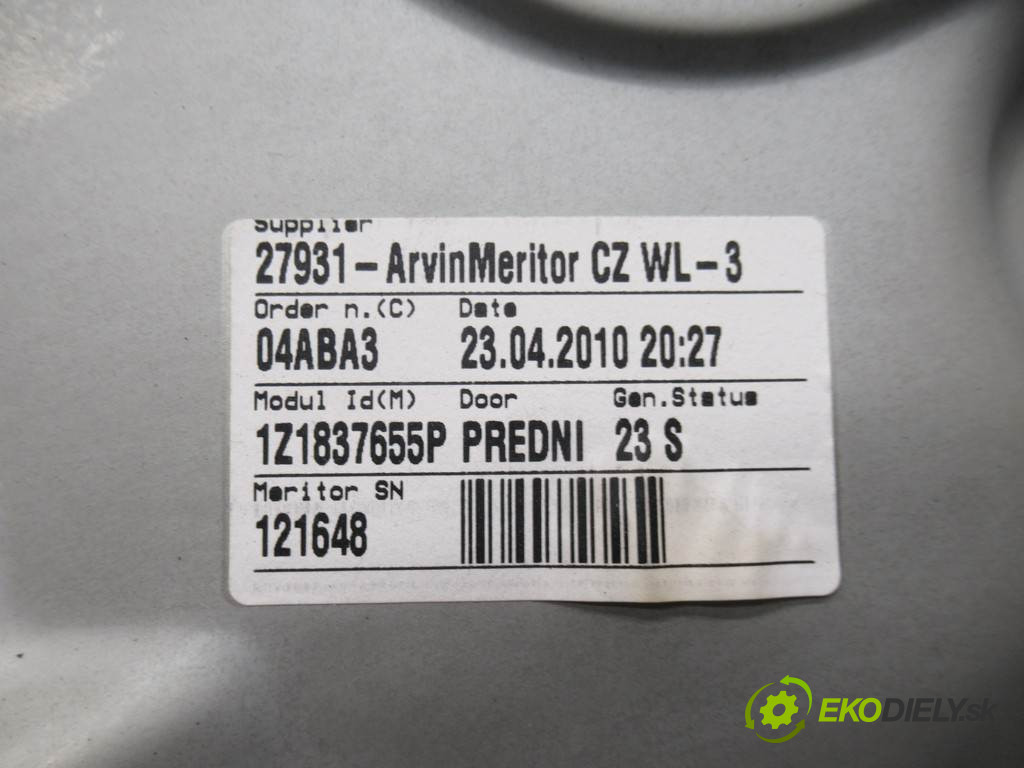 Supplier
27931-ArvinMeritor CZ WL-3
Order n.(C) Date
04ABA3 23.04.2010 20:27
Modul Id(M) Door Gen.Status
1Z1837655P PREDNI 23 S
Meritor SN
121648
EKODIELY.sk